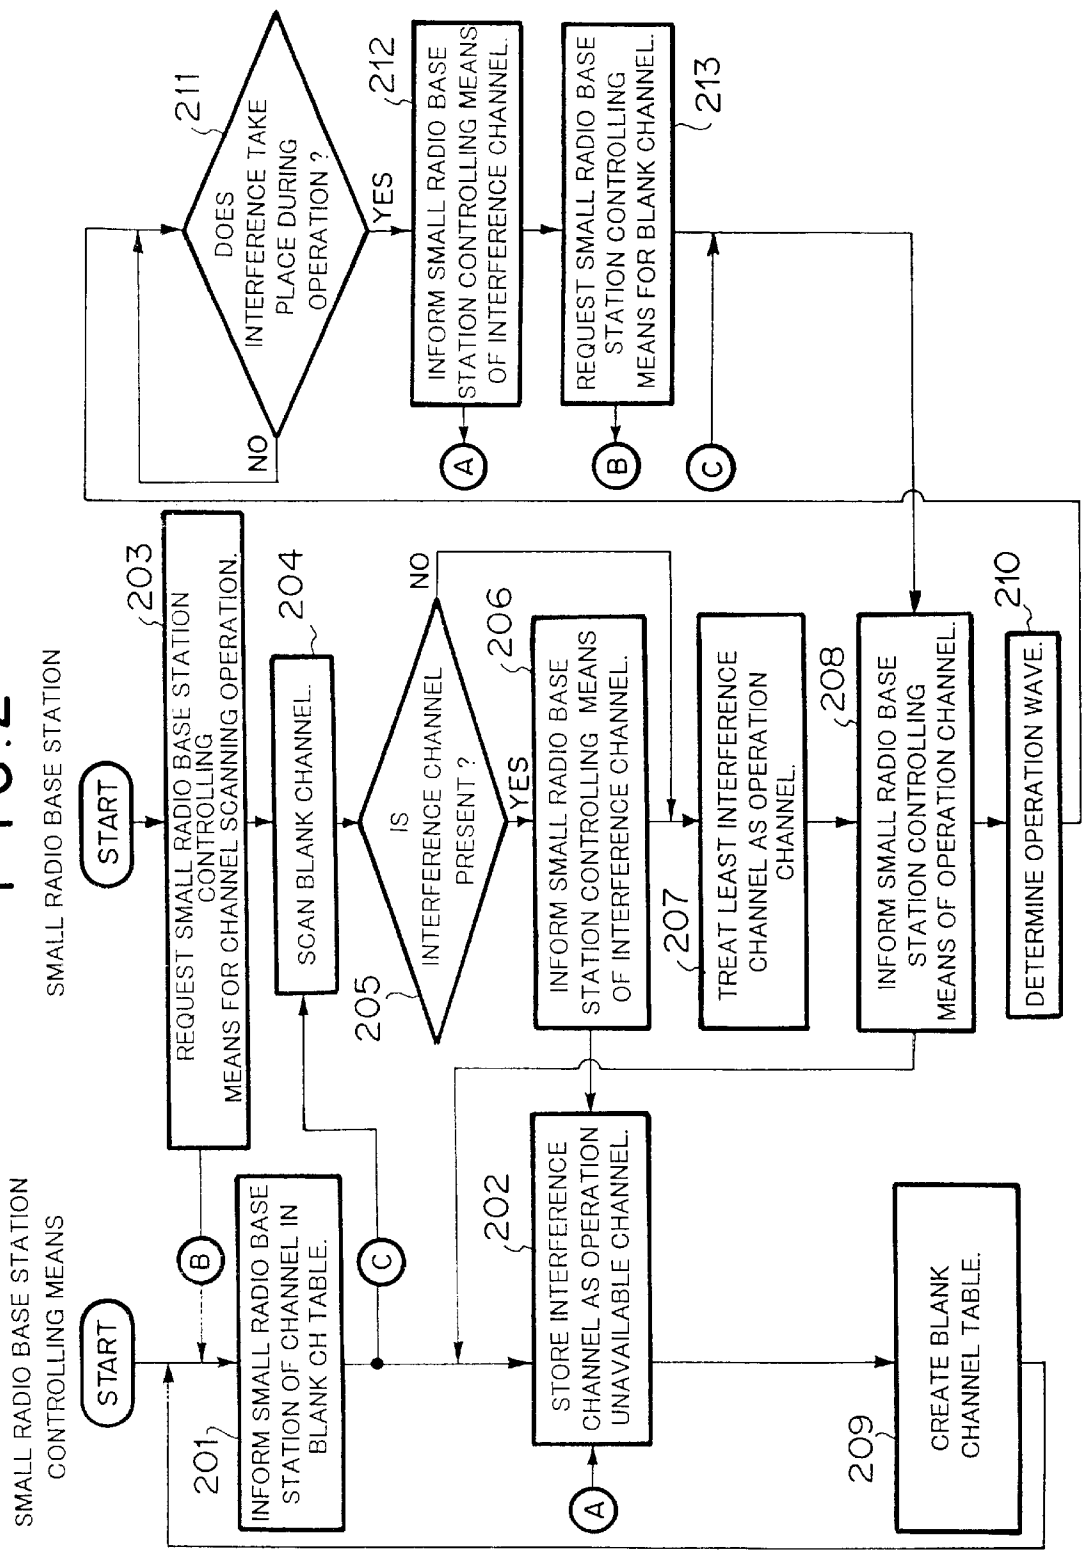 FIG.2
SMALL RADIO BASE STATION
CONTROLLING MEANS
START
201
INFORM SMALL RADIO BASE
STATION OF CHANNEL IN
BLANK CH TABLE.
B
C
202
STORE INTERFERENCE
CHANNEL AS OPERATION
UNAVAILABLE CHANNEL.
A
209
CREATE BLANK
CHANNEL TABLE.
SMALL RADIO BASE STATION
START
203
REQUEST SMALL RADIO BASE STATION
CONTROLLING
MEANS FOR CHANNEL SCANNING OPERATION.
204
SCAN BLANK CHANNEL.
205
IS
INTERFERENCE CHANNEL
PRESENT ?
NO
YES
206
INFORM SMALL RADIO BASE
STATION CONTROLLING MEANS
OF INTERFERENCE CHANNEL.
207
TREAT LEAST INTERFERENCE
CHANNEL AS OPERATION
CHANNEL.
208
INFORM SMALL RADIO BASE
STATION CONTROLLING
MEANS OF OPERATION CHANNEL.
210
DETERMINE OPERATION WAVE.
211
DOES
INTERFERENCE TAKE
PLACE DURING
OPERATION ?
NO
YES
212
INFORM SMALL RADIO BASE
STATION CONTROLLING MEANS
OF INTERFERENCE CHANNEL.
A
213
REQUEST SMALL RADIO BASE
STATION CONTROLLING
MEANS FOR BLANK CHANNEL.
B
C